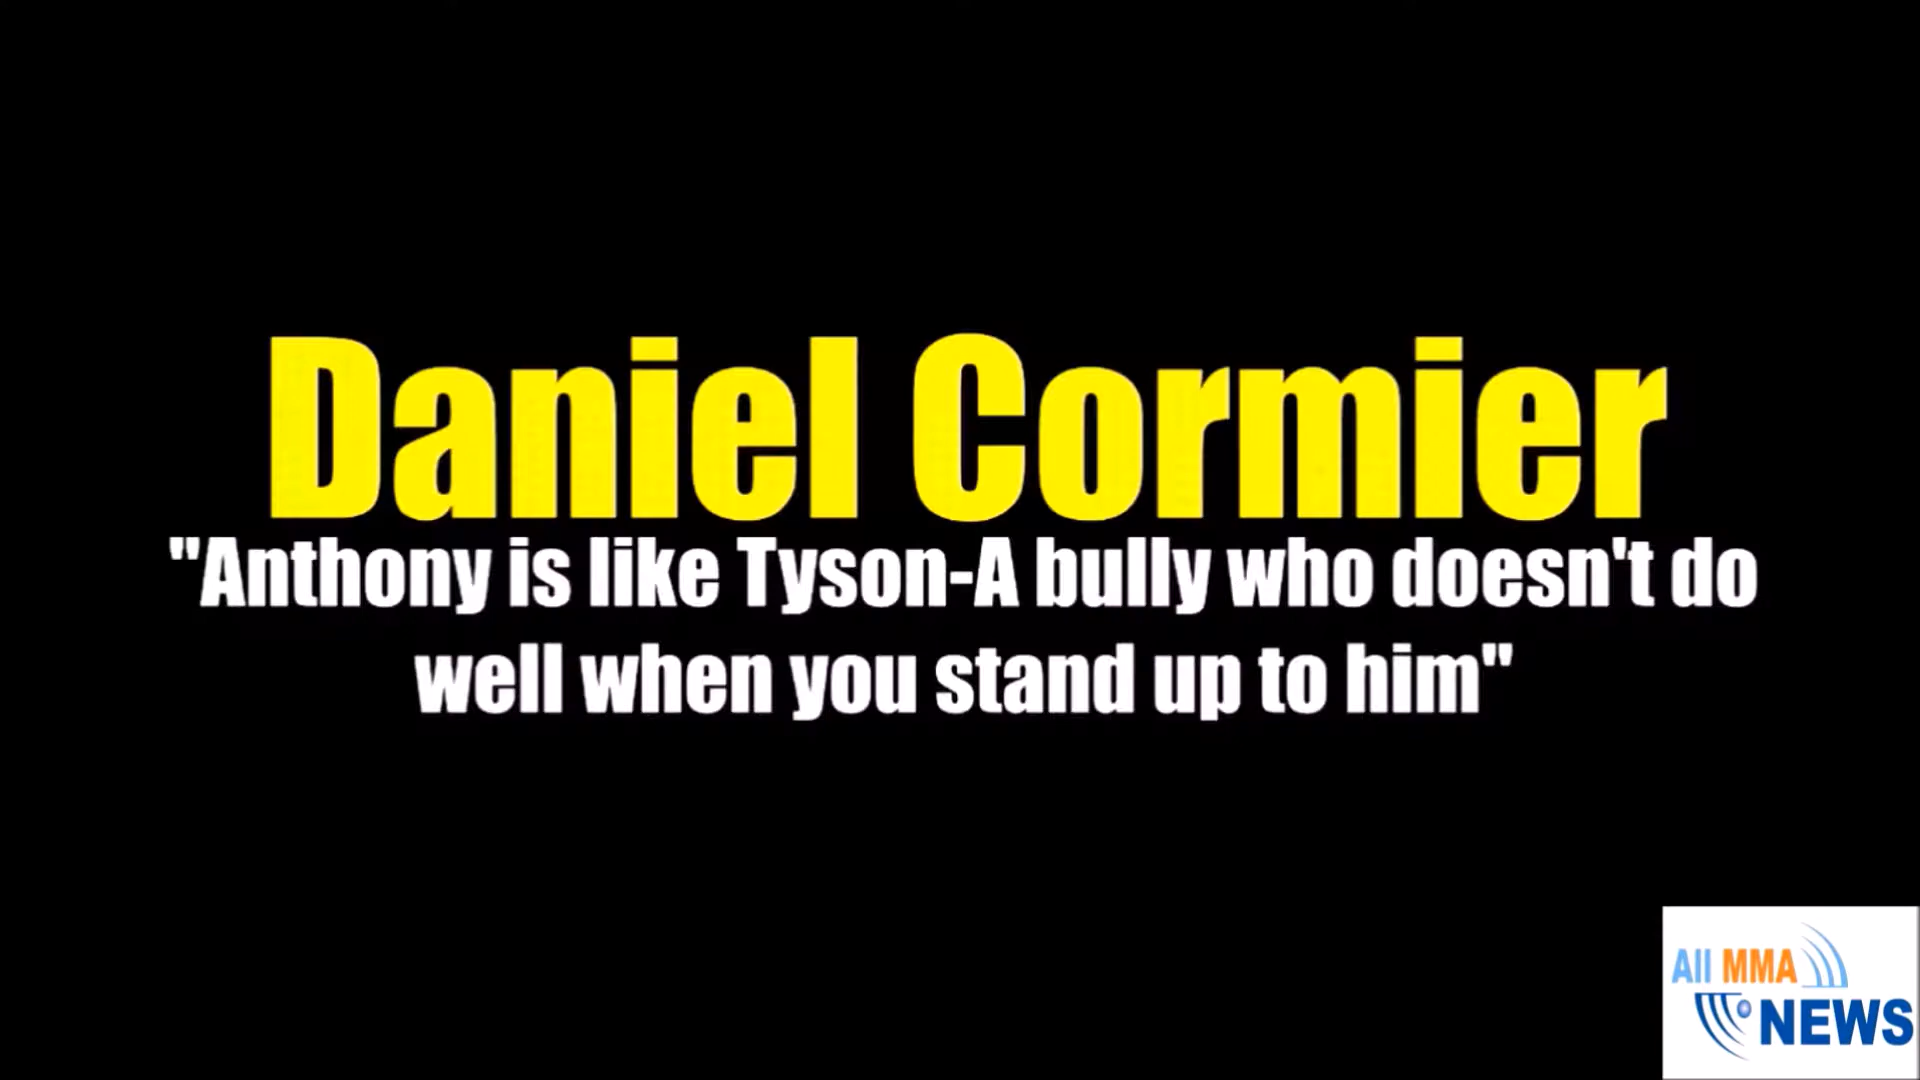 Daniel Cormier
"Anthony is like Tyson-A bully who doesn't do
well when you stand up to him"
All MMA
NEWS